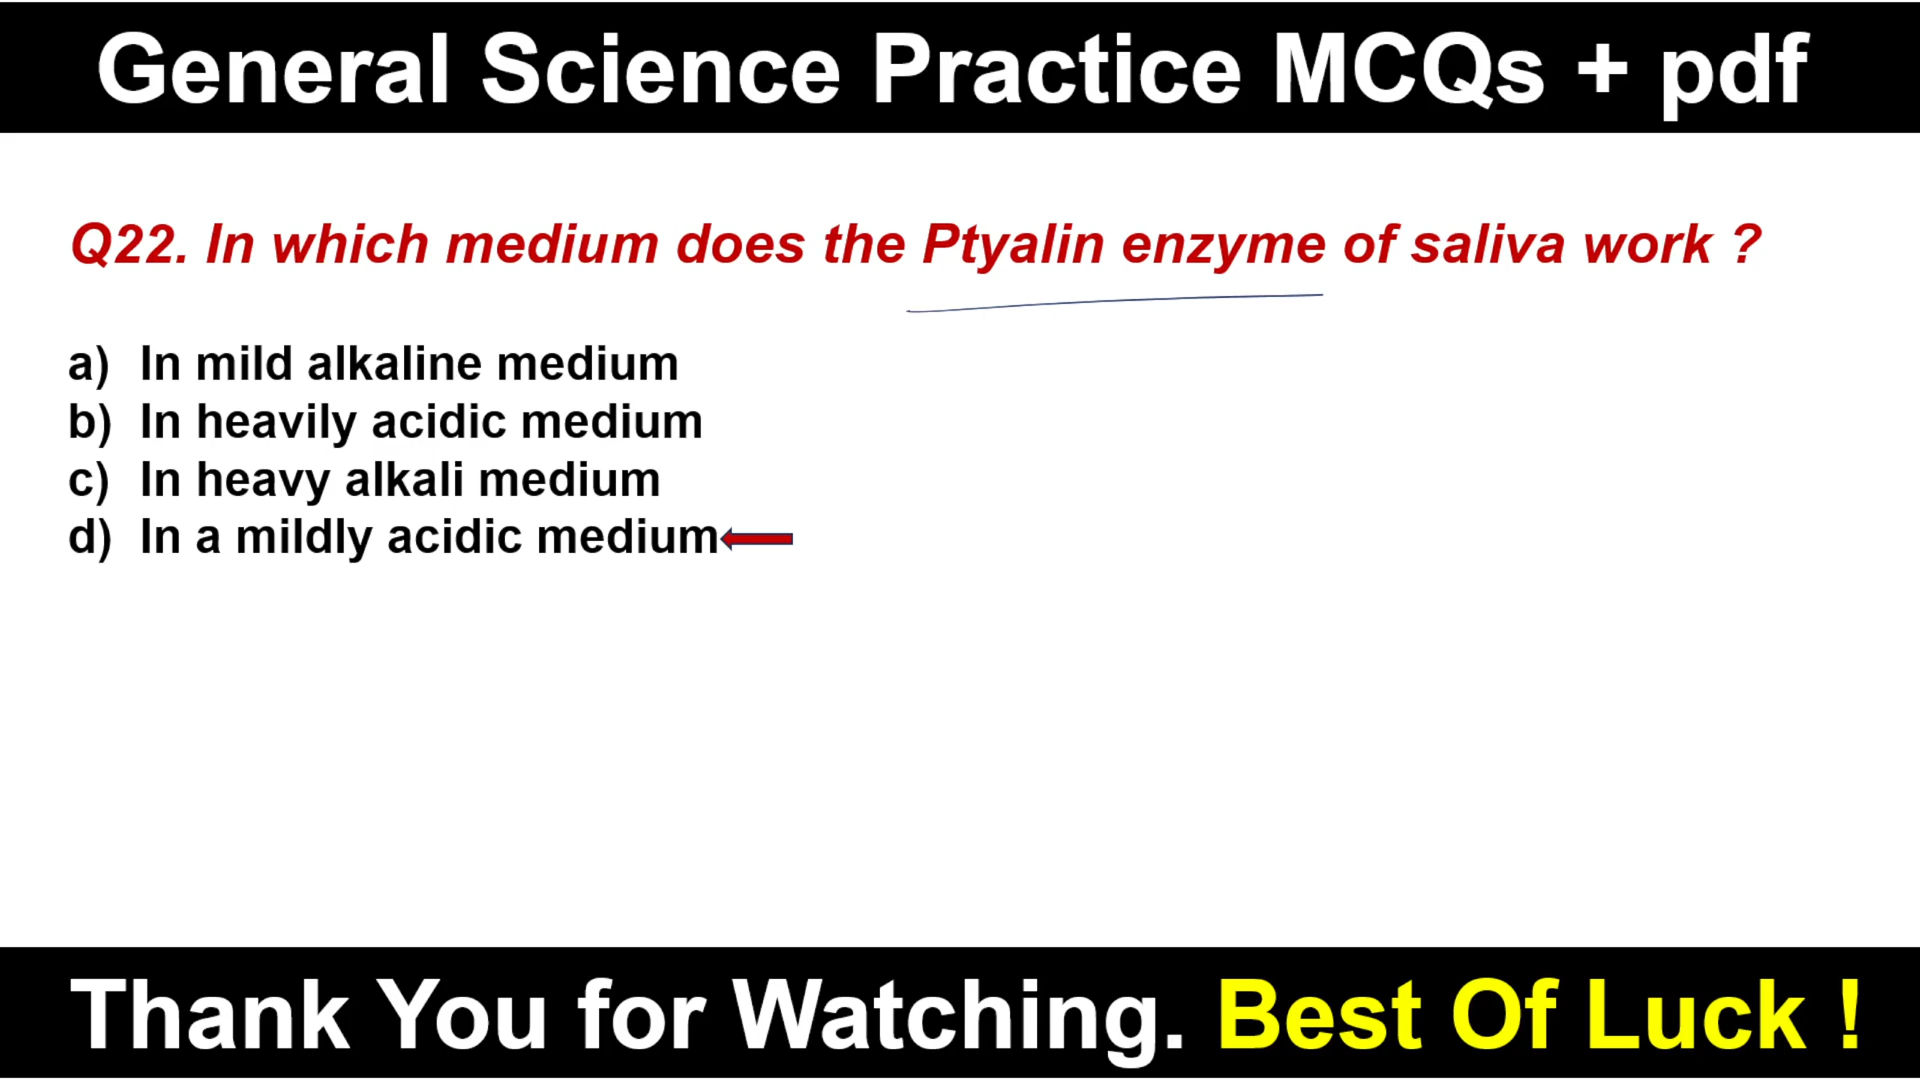 General Science Practice MCQs + pdf
Q22. In which medium does the Ptyalin enzyme of saliva work ?
a) In mild alkaline medium
b) In heavily acidic medium
c) In heavy alkali medium
d) In a mildly acidic medium
Thank You for Watching. Best Of Luck !